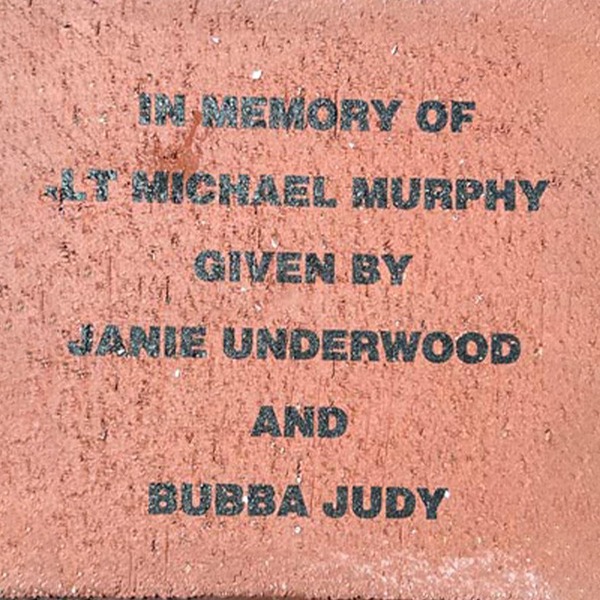 IN MEMORY OF
LT MICHAEL MURPHY
GIVEN BY
JANIE UNDERWOOD
AND
BUBBA JUDY